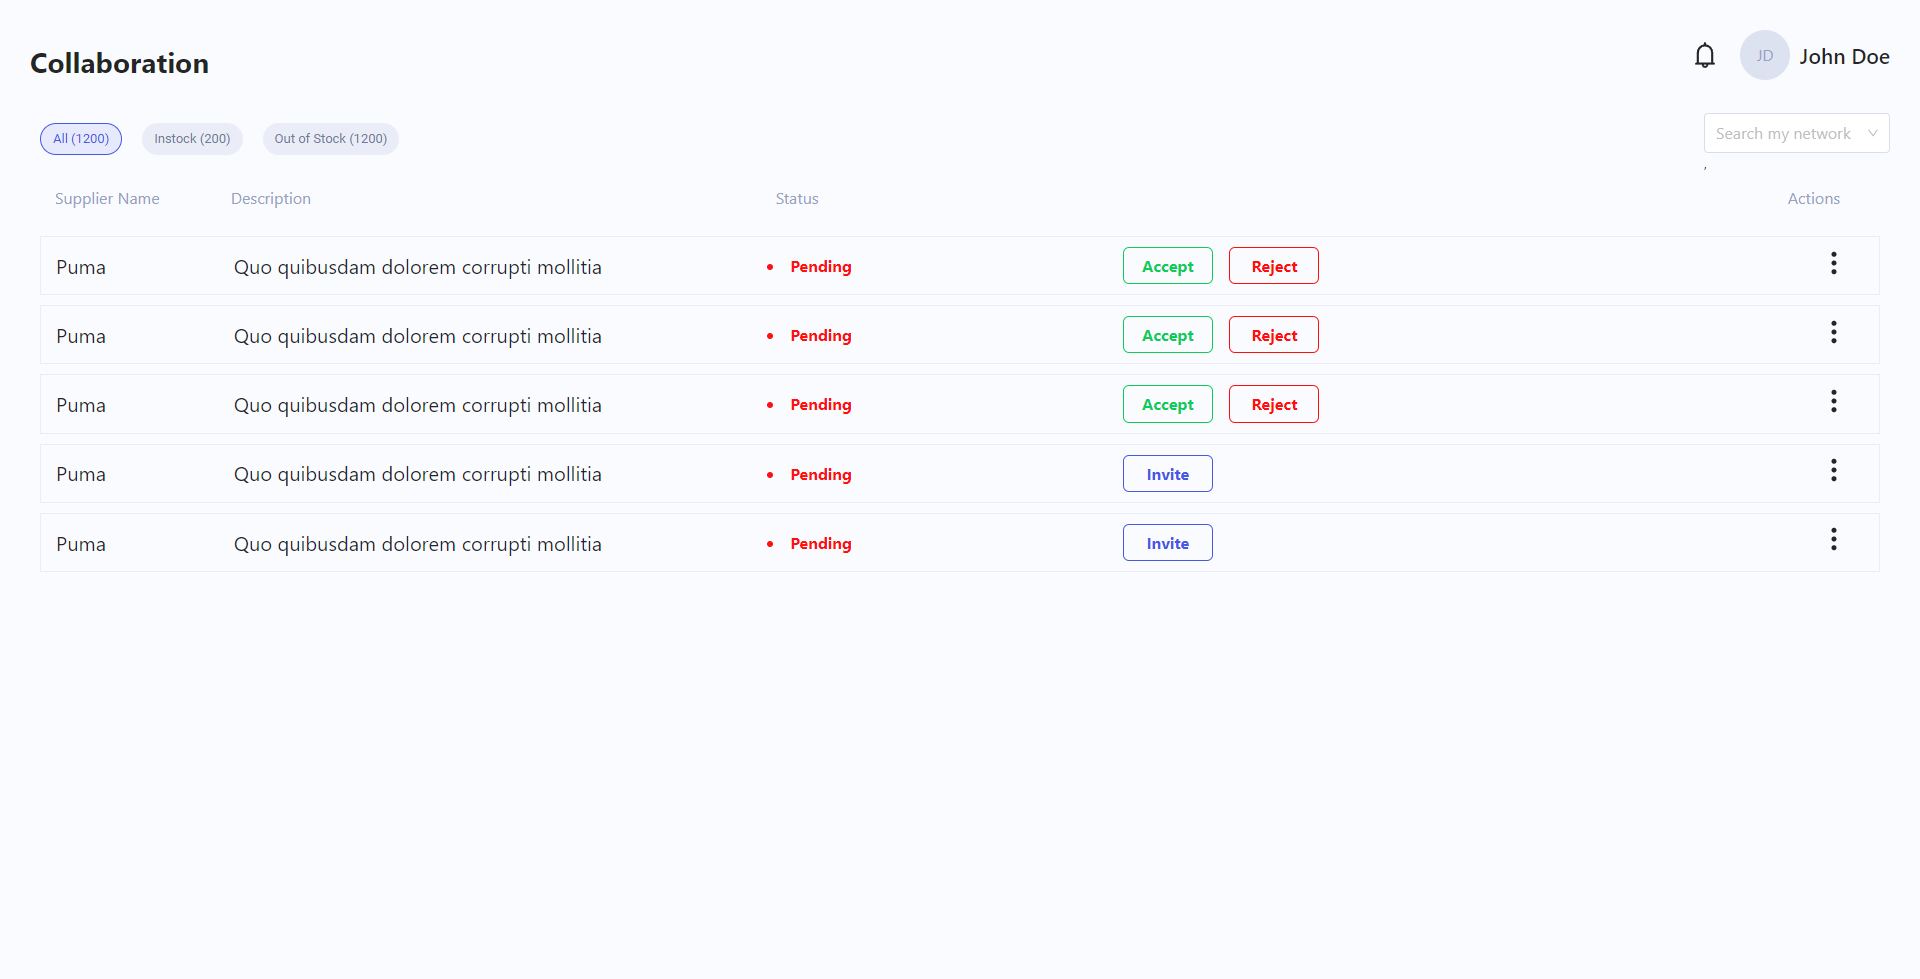 Collaboration
JD John Doe
All (1200) Instock (200) Out of Stock (1200)
Search my network
,
Supplier Name Description Status Actions
Puma Quo quibusdam dolorem corrupti mollitia Pending Accept Reject
Puma Quo quibusdam dolorem corrupti mollitia Pending Accept Reject
Puma Quo quibusdam dolorem corrupti mollitia Pending Accept Reject
Puma Quo quibusdam dolorem corrupti mollitia Pending Invite
Puma Quo quibusdam dolorem corrupti mollitia Pending Invite